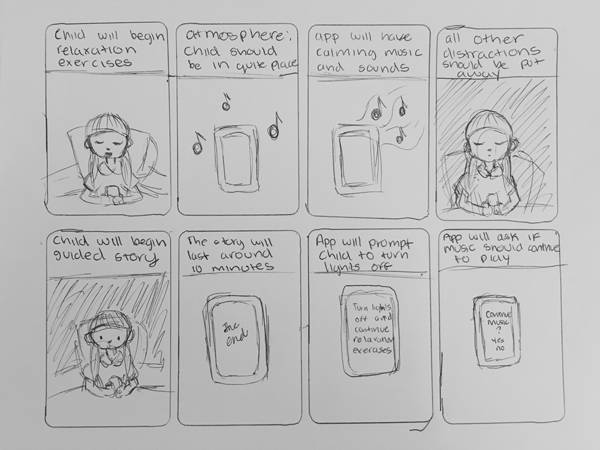 Child will begin
relaxation
exercises
Atmosphere:
Child should
be in quite place
app will have
calming music
and sounds
all other
distractions
should be put
away
Child will begin
guided story
The story will
last around
10 minutes
the
end
App will prompt
Child to turn
lights off
Turn lights
off and
continue
relaxation
exercases
App will ask if
music should continue
to play
Continue
music
?
yes
no